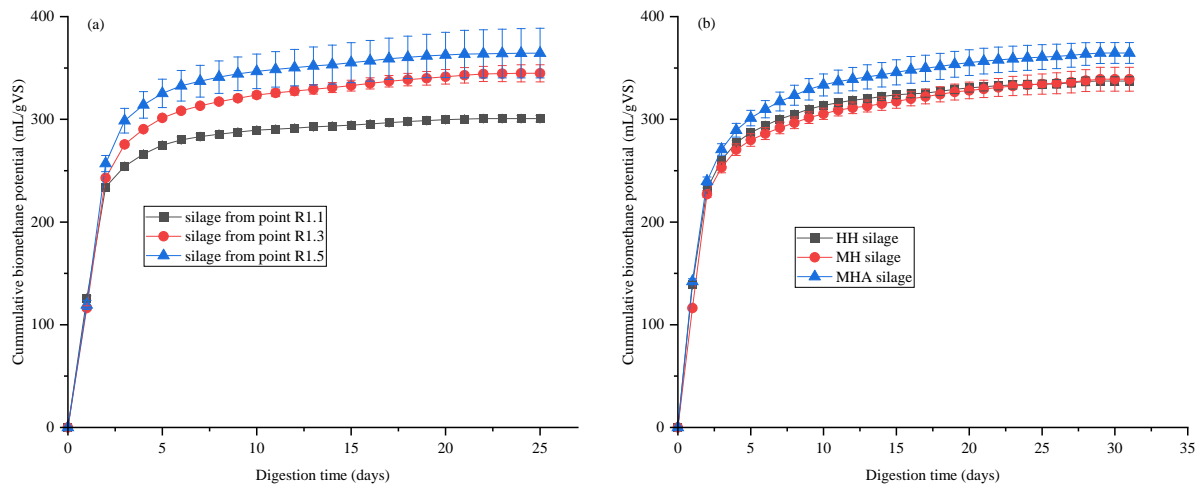 (a)
400
300
200
100
0
Cummulative biomethane potential (mL/gVS)
silage from point R1.1
silage from point R1.3
silage from point R1.5
0 5 10 15 20 25
Digestion time (days)
(b)
400
300
200
100
0
Cummulative biomethane potential (mL/gVS)
HH silage
MH silage
MHA silage
0 5 10 15 20 25 30 35
Digestion time (days)